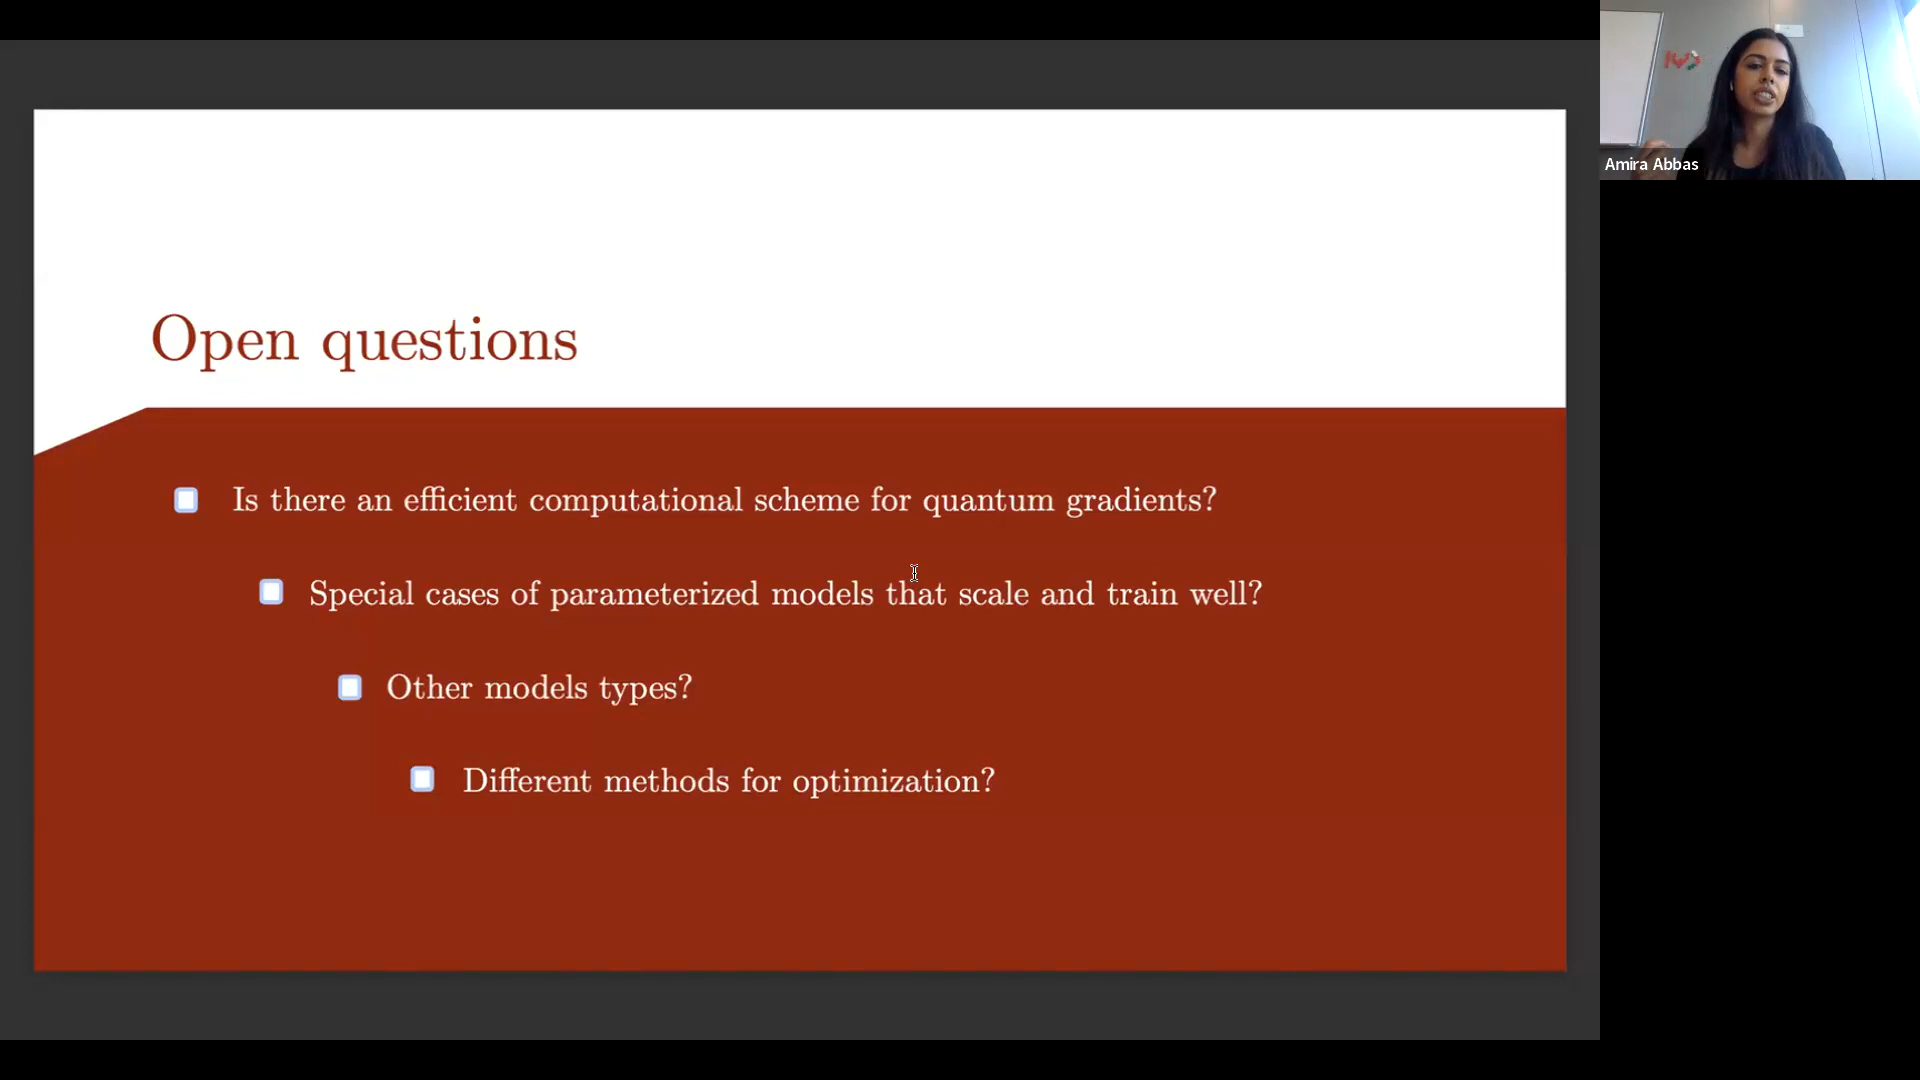 Amira Abbas
Open questions
Is there an efficient computational scheme for quantum gradients?
Special cases of parameterized models that scale and train well?
Other models types?
Different methods for optimization?